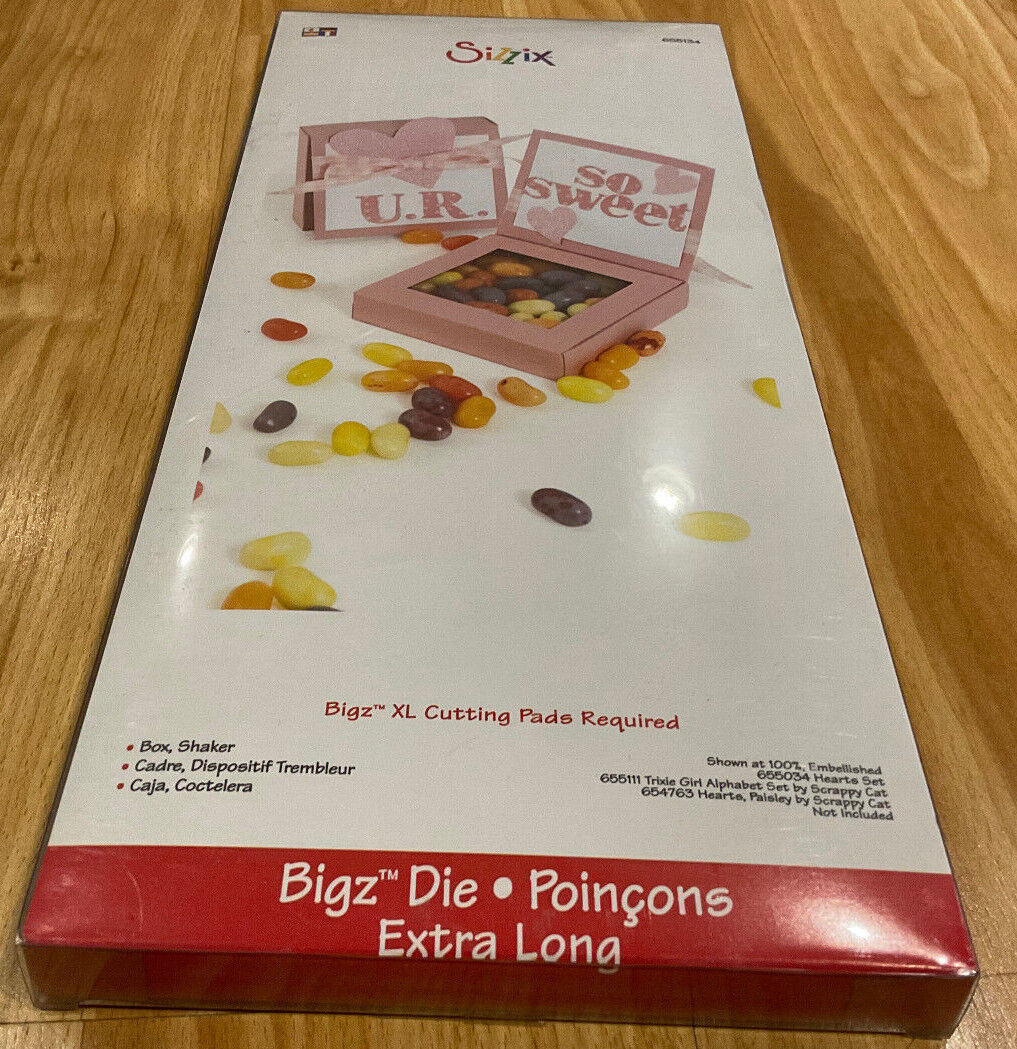 Sizzix
655134
U.R.
so
sweet
Bigz™ XL Cutting Pads Required
• Box, Shaker
• Cadre, Dispositif Trembleur
• Caja, Coctelera
Shown at 100%, Embellished
655034 Hearts Set
655111 Trixie Girl Alphabet Set by Scrappy Cat
654763 Hearts, Paisley by Scrappy Cat
Not Included
Bigz™ Die • Poinçons
Extra Long